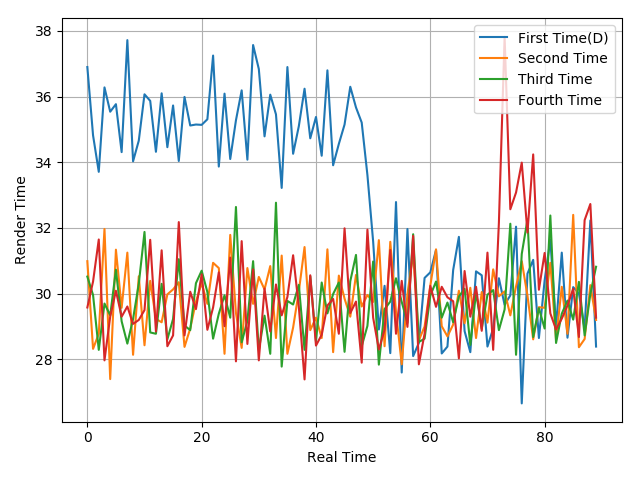 38
36
34
32
30
28
Render Time
First Time(D)
Second Time
Third Time
Fourth Time
0
20
40
60
80
Real Time